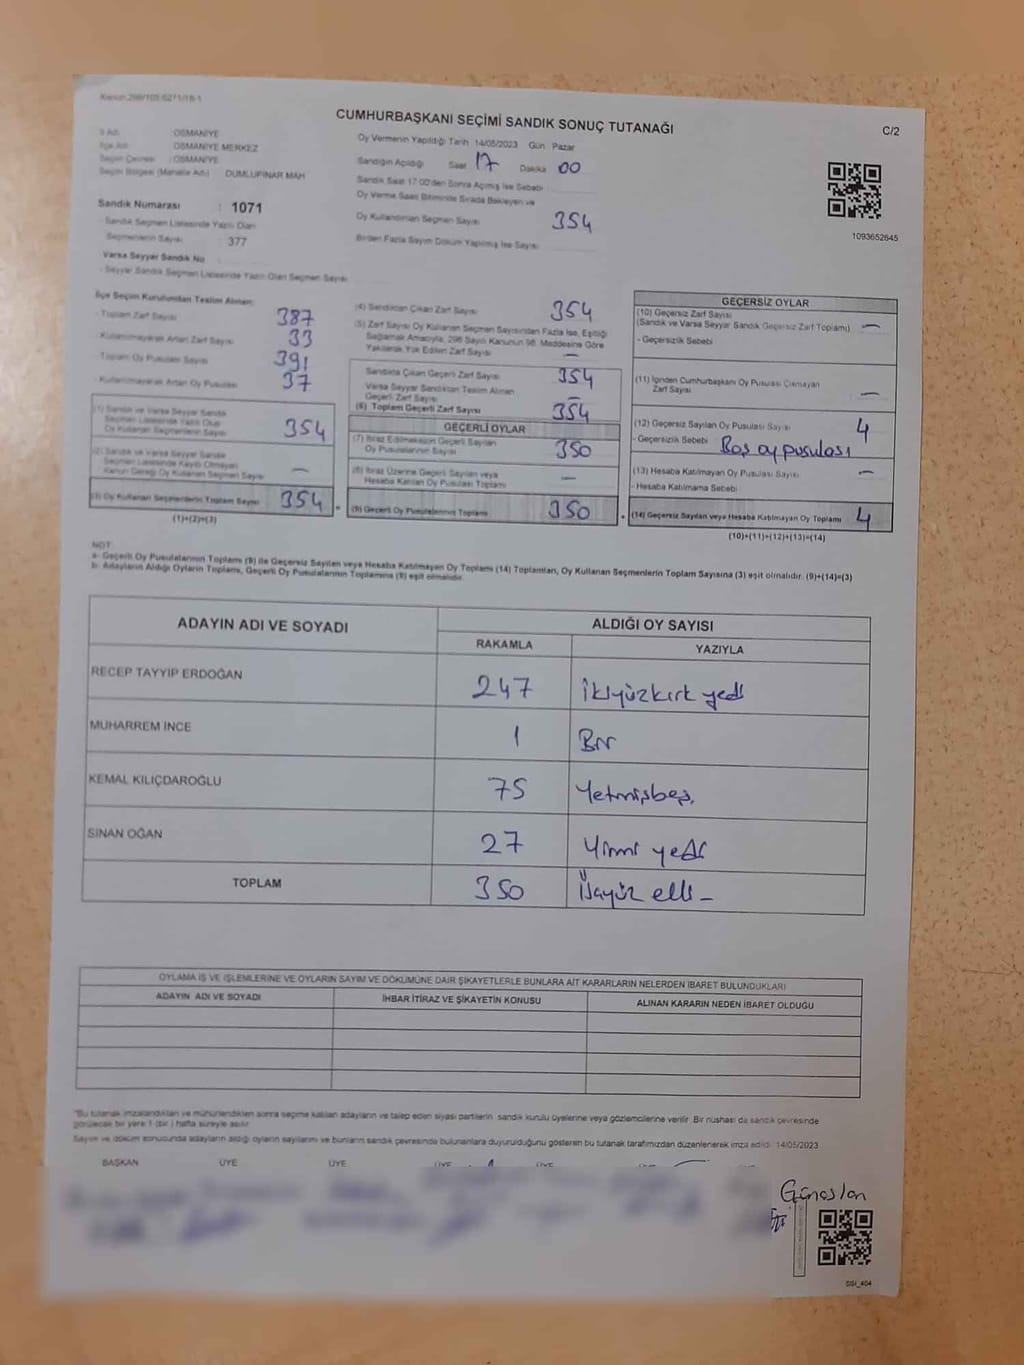 Kanun:298/103;6271/18-1
CUMHURBAŞKANI SEÇİMİ SANDIK SONUÇ TUTANAĞI
C/2
İl Adı : OSMANİYE
İlçe Adı : OSMANİYE MERKEZ
Seçim Çevresi : OSMANİYE
Seçim Bölgesi (Mahalle Adı) DUMLUPINAR MAH
Sandık Numarası : 1071
- Sandık Seçmen Listesinde Yazılı Olan
Seçmenlerin Sayısı : 377
Varsa Seyyar Sandık No
- Seyyar Sandık Seçmen Listesinde Yazılı Olan Seçmen Sayısı
Oy Vermenin Yapıldığı Tarih 14/05/2023 Gün Pazar
Sandığın Açıldığı Saat 17 Dakika 00
Sandık Saat 17:00'den Sonra Açılmış İse Sebebi
Oy Verme Saati Bitiminde Sırada Bekleyen ve
Oy Kullandırılan Seçmen Sayısı 354
Birden Fazla Sayım Döküm Yapılmış İse Sayısı
1093652645
İlçe Seçim Kurulundan Teslim Alınan:
- Toplam Zarf Sayısı 387
- Kullanılmayarak Artan Zarf Sayısı 33
- Toplam Oy Pusulası Sayısı 391
- Kullanılmayarak Artan Oy Pusulası 37
(1) Sandık ve Varsa Seyyar Sandık
Seçmen Listesinde Yazılı Olup
Oy Kullanan Seçmenlerin Sayısı 354
(2) Sandık ve Varsa Seyyar Sandık
Seçmen Listesinde Kayıtlı Olmayan
Kanun Gereği Oy Kullanan Seçmen Sayısı —
(3) Oy Kullanan Seçmenlerin Toplam Sayısı 354 =
(1)+(2)=(3)
(4) Sandıktan Çıkan Zarf Sayısı 354
(5) Zarf Sayısı Oy Kullanan Seçmen Sayısından Fazla İse, Eşitliği
Sağlamak Amacıyla, 298 Sayılı Kanunun 98. Maddesine Göre
Yakılarak Yok Edilen Zarf Sayısı —
Sandıkta Çıkan Geçerli Zarf Sayısı 354
Varsa Seyyar Sandıktan Teslim Alınan
Geçerli Zarf Sayısı —
(6) Toplam Geçerli Zarf Sayısı 354
GEÇERLİ OYLAR
(7) İtiraz Edilmeksizin Geçerli Sayılan
Oy Pusulalarının Sayısı 350
(8) İtiraz Üzerine Geçerli Sayılan veya
Hesaba Katılan Oy Pusulaları Toplamı —
(9) Geçerli Oy Pusulalarının Toplamı 350 +
GEÇERSİZ OYLAR
(10) Geçersiz Zarf Sayısı
(Sandık ve Varsa Seyyar Sandık Geçersiz Zarf Toplamı) —
- Geçersizlik Sebebi
(11) İçinden Cumhurbaşkanı Oy Pusulası Çıkmayan
Zarf Sayısı —
(12) Geçersiz Sayılan Oy Pusulası Sayısı 4
- Geçersizlik Sebebi Boş oy pusulası
(13) Hesaba Katılmayan Oy Pusulası Sayısı —
- Hesaba Katılmama Sebebi
(14) Geçersiz Sayılan veya Hesaba Katılmayan Oy Toplamı 4
(10)+(11)+(12)+(13)=(14)
NOT:
a- Geçerli Oy Pusulalarının Toplamı (9) ile Geçersiz Sayılan veya Hesaba Katılmayan Oy Toplamı (14) Toplamları, Oy Kullanan Seçmenlerin Toplam Sayısına (3) eşit olmalıdır. (9)+(14)=(3)
b- Adayların Aldığı Oyların Toplamı, Geçerli Oy Pusulalarının Toplamına (9) eşit olmalıdır.
ADAYIN ADI VE SOYADI
ALDIĞI OY SAYISI
RAKAMLA YAZIYLA
RECEP TAYYİP ERDOĞAN 247 İkiyüzkırk yedi
MUHARREM İNCE 1 Bir
KEMAL KILIÇDAROĞLU 75 Yetmişbeş
SİNAN OĞAN 27 Yirmi yedi
TOPLAM 350 Üçyüz elli –
OYLAMA İŞ VE İŞLEMLERİNE VE OYLARIN SAYIM VE DÖKÜMÜNE DAİR ŞİKAYETLERLE BUNLARA AİT KARARLARIN NELERDEN İBARET BULUNDUKLARI
ADAYIN ADI VE SOYADI İHBAR İTİRAZ VE ŞİKAYETİN KONUSU ALINAN KARARIN NEDEN İBARET OLDUĞU
"Bu tutanak imzalandıktan ve mühürlendikten sonra seçime katılan adayların ve talep eden siyasi partilerin sandık kurulu üyelerine veya gözlemcilerine verilir. Bir nüshası da sandık çevresinde
görülecek bir yere 1 (bir) hafta süreyle asılır.
Sayım ve döküm sonucunda adayların aldığı oyların sayılarını ve bunların sandık çevresinde bulunanlara duyurulduğunu gösteren bu tutanak tarafımızdan düzenlenerek imza edildi. 14/05/2023
BAŞKAN ÜYE ÜYE ÜYE ÜYE
Günaslan
SSI_404